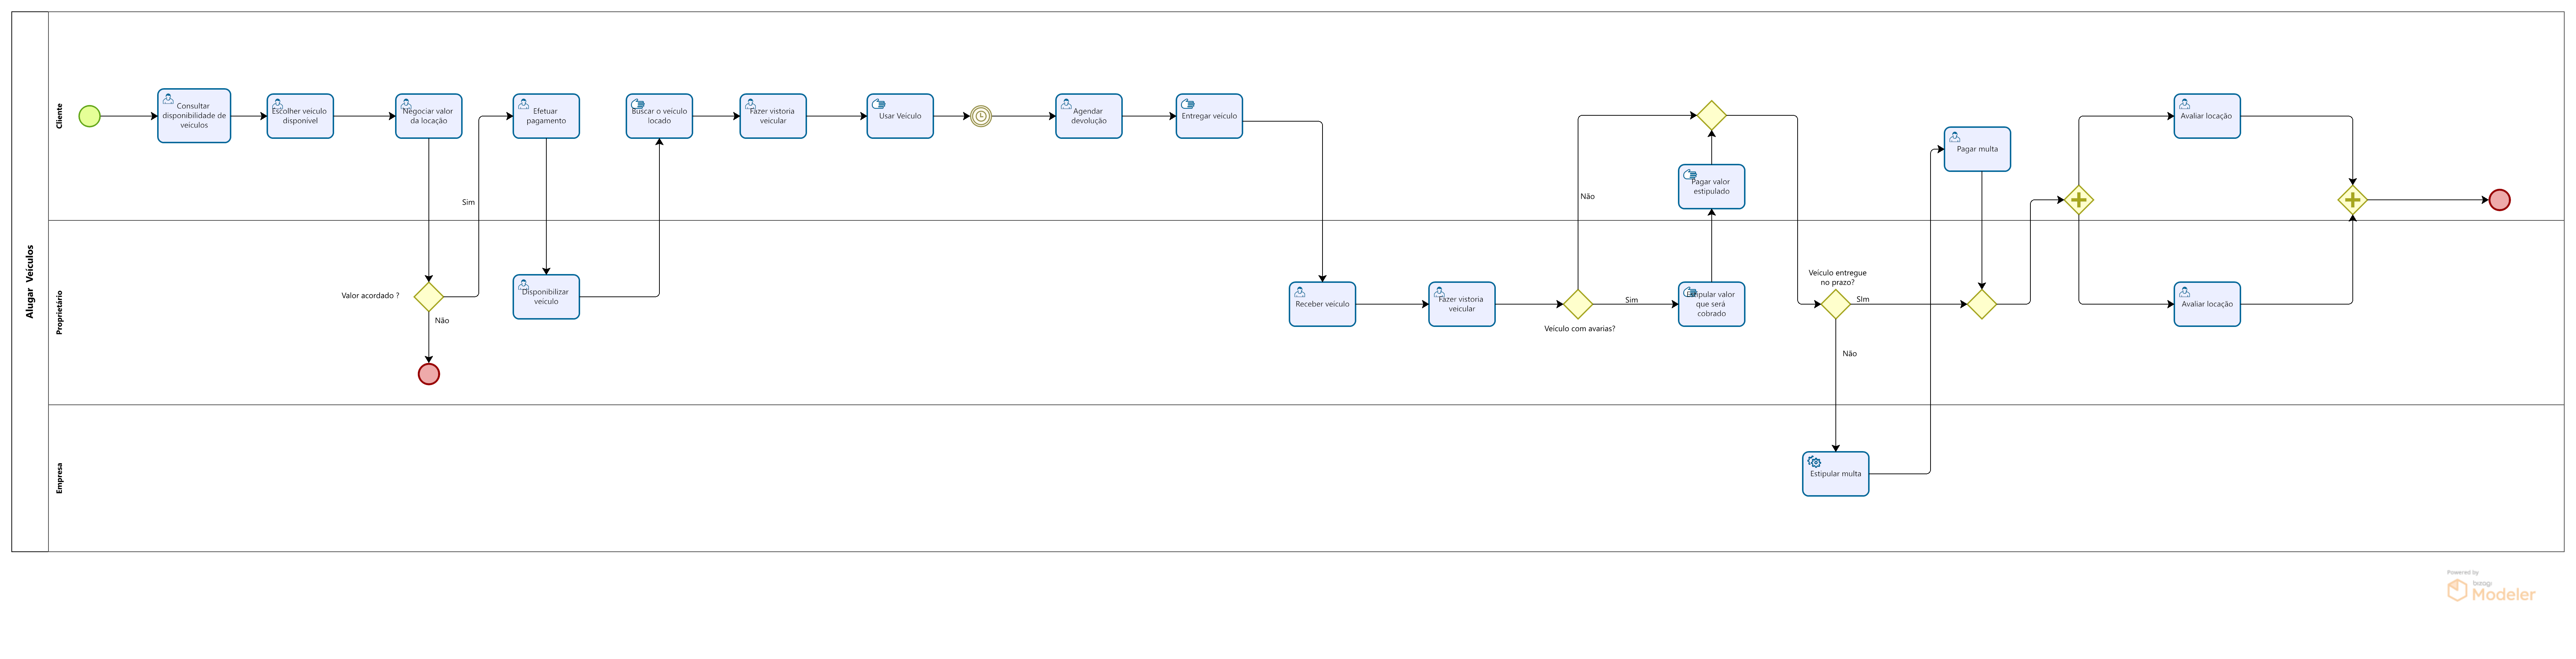 Alugar Veículos
Cliente
Consultar
disponibilidade de
veículos
Escolher veículo
disponível
Negociar valor
da locação
Efetuar
pagamento
Buscar o veículo
locado
Fazer vistoria
veicular
Usar Veículo
Agendar
devolução
Entregar veículo
Não
Pagar valor
estipulado
Pagar multa
Avaliar locação
Sim
Proprietário
Valor acordado ?
Não
Disponibilizar
veículo
Receber veículo
Fazer vistoria
veicular
Veículo com avarias?
Sim
valor
que será
cobrado
Veículo entregue
no prazo?
SIm
Não
Avaliar locação
Empresa
Estipular multa
Powered by
bizagi
Modeler